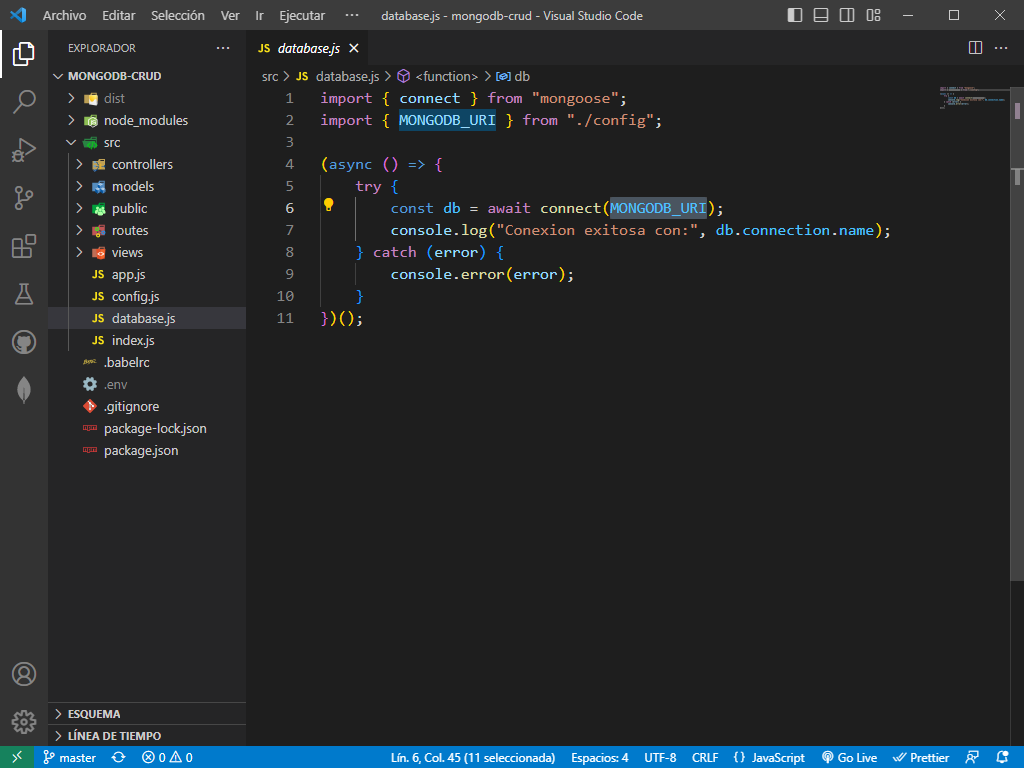 Archivo Editar Selección Ver Ir Ejecutar ··· database.js - mongodb-crud - Visual Studio Code
EXPLORADOR ···
MONGODB-CRUD
dist
node_modules
src
controllers
models
public
routes
views
JS app.js
JS config.js
JS database.js
JS index.js
.babelrc
.env
.gitignore
package-lock.json
package.json
ESQUEMA
LÍNEA DE TIEMPO
JS database.js
src > JS database.js > <function> > db
1 import { connect } from "mongoose";
2 import { MONGODB_URI } from "./config";
3
4 (async () => {
5     try {
6         const db = await connect(MONGODB_URI);
7         console.log("Conexion exitosa con:", db.connection.name);
8     } catch (error) {
9         console.error(error);
10     }
11 })();
master 0 0 Lín. 6, Col. 45 (11 seleccionada) Espacios: 4 UTF-8 CRLF {} JavaScript Go Live Prettier